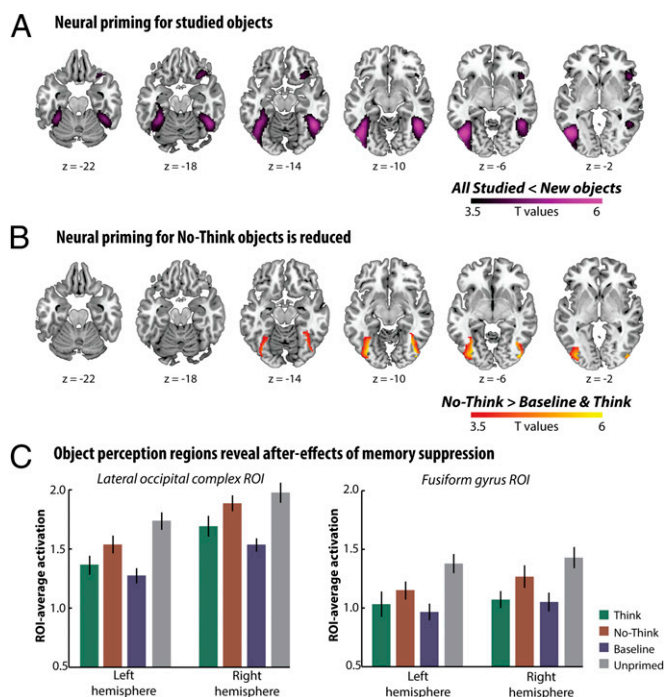 A Neural priming for studied objects
z = -22 z = -18 z = -14 z = -10 z = -6 z = -2
All Studied < New objects
3.5 T values 6
B Neural priming for No-Think objects is reduced
z = -22 z = -18 z = -14 z = -10 z = -6 z = -2
No-Think > Baseline & Think
3.5 T values 6
C Object perception regions reveal after-effects of memory suppression
Lateral occipital complex ROI
ROI-average activation
2.0
1.5
1.0
0.5
Left hemisphere
Right hemisphere
Fusiform gyrus ROI
ROI-average activation
2.0
1.5
1.0
0.5
Left hemisphere
Right hemisphere
Think
No-Think
Baseline
Unprimed